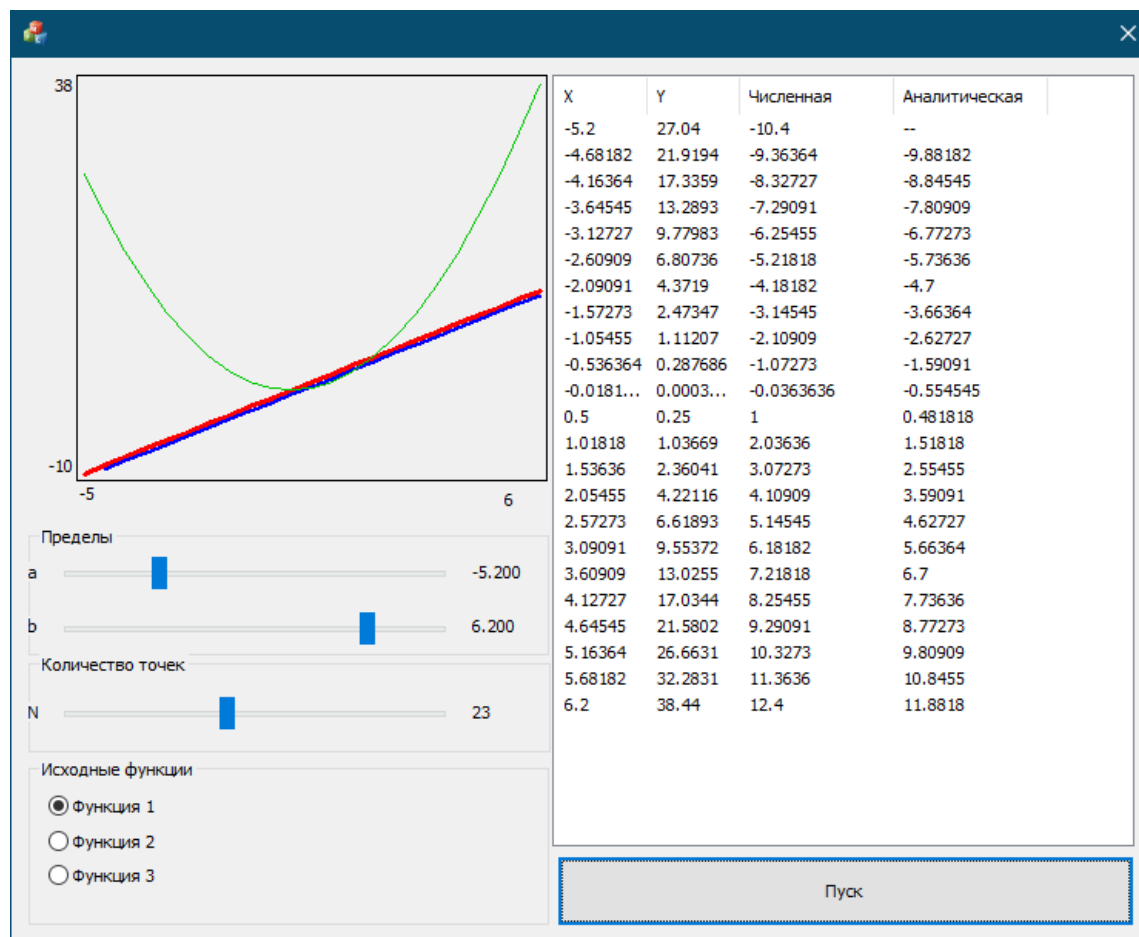 38
-10
-5
6
Пределы
a -5.200
b 6.200
Количество точек
N 23
Исходные функции
Функция 1
Функция 2
Функция 3
X Y Численная Аналитическая
-5.2 27.04 -10.4 --
-4.68182 21.9194 -9.36364 -9.88182
-4.16364 17.3359 -8.32727 -8.84545
-3.64545 13.2893 -7.29091 -7.80909
-3.12727 9.77983 -6.25455 -6.77273
-2.60909 6.80736 -5.21818 -5.73636
-2.09091 4.3719 -4.18182 -4.7
-1.57273 2.47347 -3.14545 -3.66364
-1.05455 1.11207 -2.10909 -2.62727
-0.536364 0.287686 -1.07273 -1.59091
-0.0181... 0.0003... -0.0363636 -0.554545
0.5 0.25 1 0.481818
1.01818 1.03669 2.03636 1.51818
1.53636 2.36041 3.07273 2.55455
2.05455 4.22116 4.10909 3.59091
2.57273 6.61893 5.14545 4.62727
3.09091 9.55372 6.18182 5.66364
3.60909 13.0255 7.21818 6.7
4.12727 17.0344 8.25455 7.73636
4.64545 21.5802 9.29091 8.77273
5.16364 26.6631 10.3273 9.80909
5.68182 32.2831 11.3636 10.8455
6.2 38.44 12.4 11.8818
Пуск